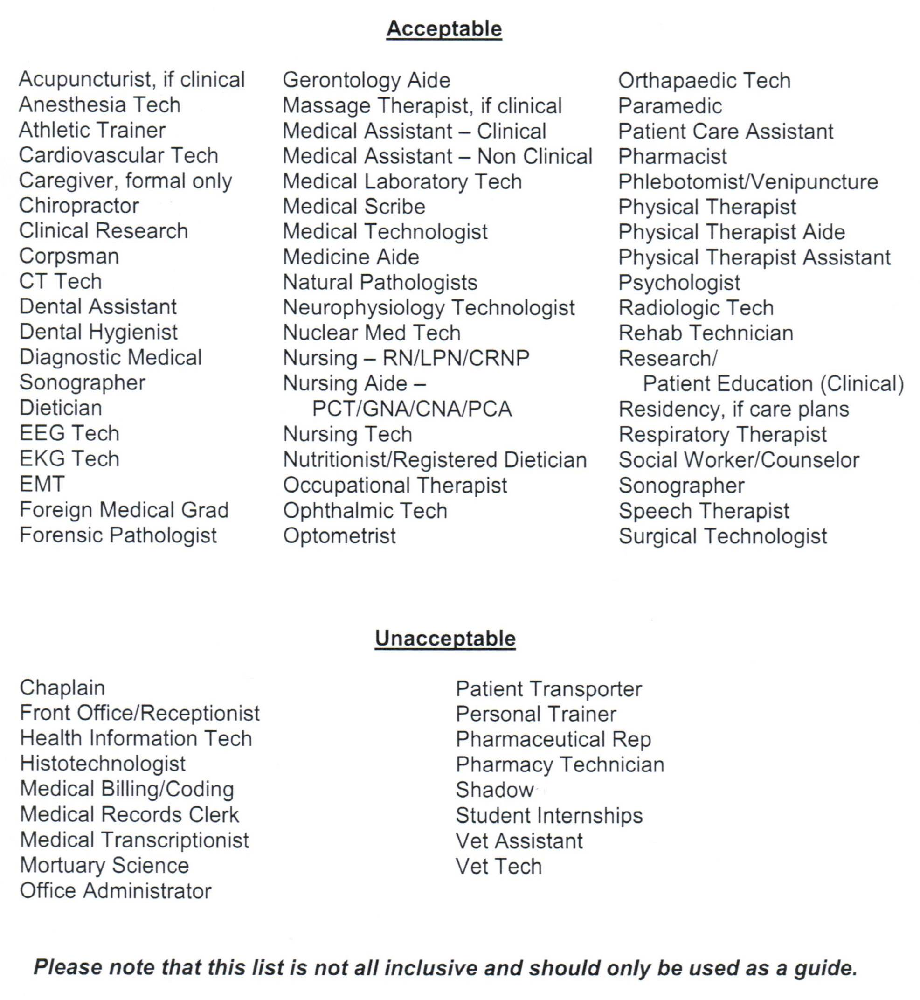 Acceptable
Acupuncturist, if clinical
Anesthesia Tech
Athletic Trainer
Cardiovascular Tech
Caregiver, formal only
Chiropractor
Clinical Research
Corpsman
CT Tech
Dental Assistant
Dental Hygienist
Diagnostic Medical
Sonographer
Dietician
EEG Tech
EKG Tech
EMT
Foreign Medical Grad
Forensic Pathologist
Gerontology Aide
Massage Therapist, if clinical
Medical Assistant – Clinical
Medical Assistant – Non Clinical
Medical Laboratory Tech
Medical Scribe
Medical Technologist
Medicine Aide
Natural Pathologists
Neurophysiology Technologist
Nuclear Med Tech
Nursing – RN/LPN/CRNP
Nursing Aide –
PCT/GNA/CNA/PCA
Nursing Tech
Nutritionist/Registered Dietician
Occupational Therapist
Ophthalmic Tech
Optometrist
Orthapaedic Tech
Paramedic
Patient Care Assistant
Pharmacist
Phlebotomist/Venipuncture
Physical Therapist
Physical Therapist Aide
Physical Therapist Assistant
Psychologist
Radiologic Tech
Rehab Technician
Research/
Patient Education (Clinical)
Residency, if care plans
Respiratory Therapist
Social Worker/Counselor
Sonographer
Speech Therapist
Surgical Technologist
Unacceptable
Chaplain
Front Office/Receptionist
Health Information Tech
Histotechnologist
Medical Billing/Coding
Medical Records Clerk
Medical Transcriptionist
Mortuary Science
Office Administrator
Patient Transporter
Personal Trainer
Pharmaceutical Rep
Pharmacy Technician
Shadow
Student Internships
Vet Assistant
Vet Tech
Please note that this list is not all inclusive and should only be used as a guide.